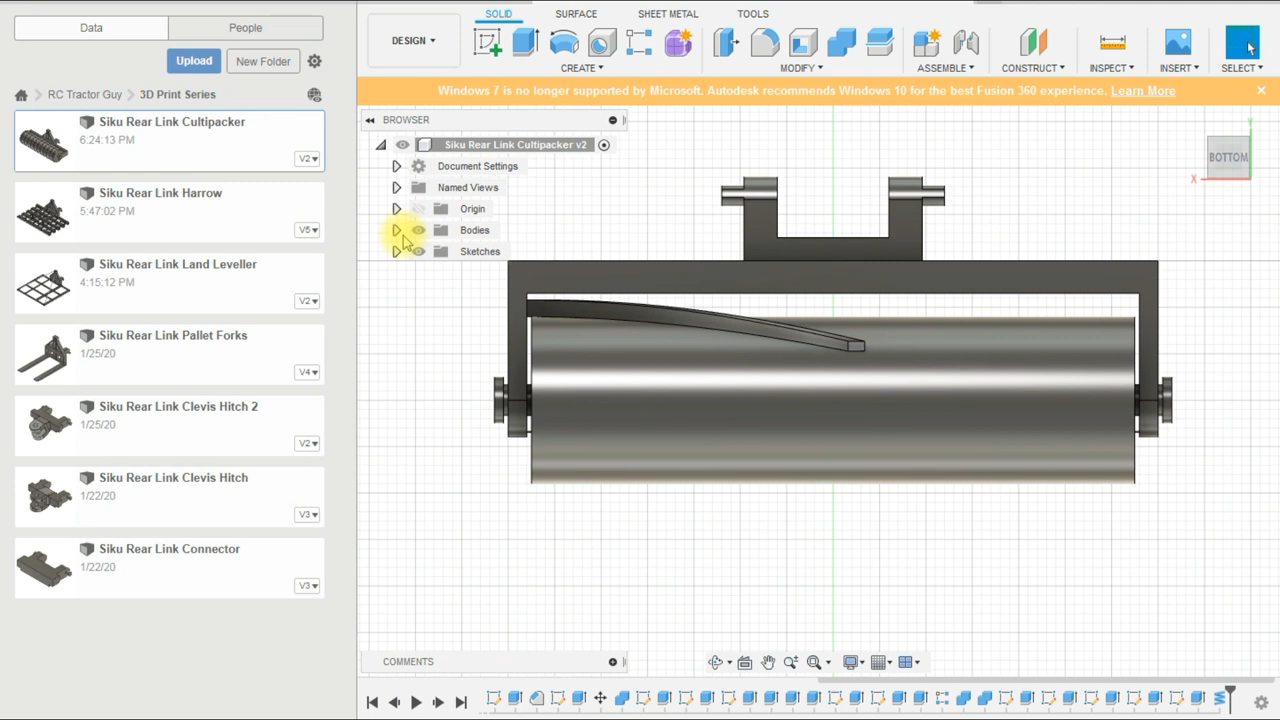 Data
People
Upload
New Folder
RC Tractor Guy
3D Print Series
Siku Rear Link Cultipacker
6:24:13 PM
V2
Siku Rear Link Harrow
5:47:02 PM
V5
Siku Rear Link Land Leveller
4:15:12 PM
V2
Siku Rear Link Pallet Forks
1/25/20
V4
Siku Rear Link Clevis Hitch 2
1/25/20
V2
Siku Rear Link Clevis Hitch
1/22/20
V3
Siku Rear Link Connector
1/22/20
V3
SOLID
SURFACE
SHEET METAL
TOOLS
DESIGN
CREATE
MODIFY
ASSEMBLE
CONSTRUCT
INSPECT
INSERT
SELECT
Windows 7 is no longer supported by Microsoft. Autodesk recommends Windows 10 for the best Fusion 360 experience. Learn More
BROWSER
Siku Rear Link Cultipacker v2
Document Settings
Named Views
Origin
Bodies
Sketches
Y
BOTTOM
X
COMMENTS